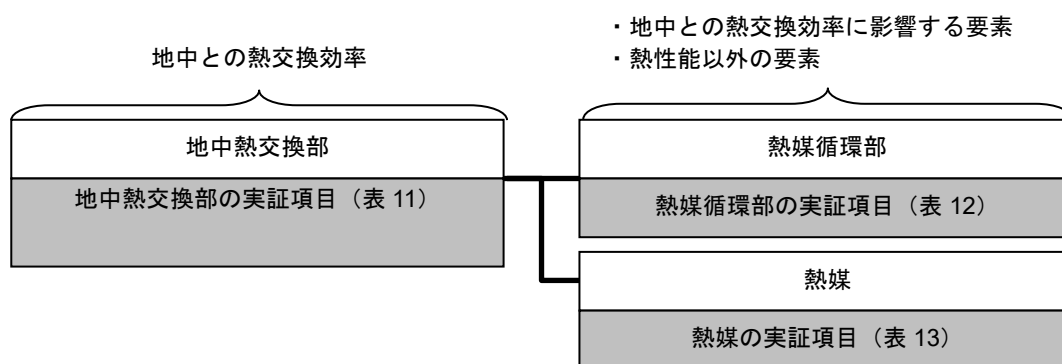 地中との熱交換効率
・地中との熱交換効率に影響する要素
・熱性能以外の要素
地中熱交換部
地中熱交換部の実証項目（表 11）
熱媒循環部
熱媒循環部の実証項目（表 12）
熱媒
熱媒の実証項目（表 13）